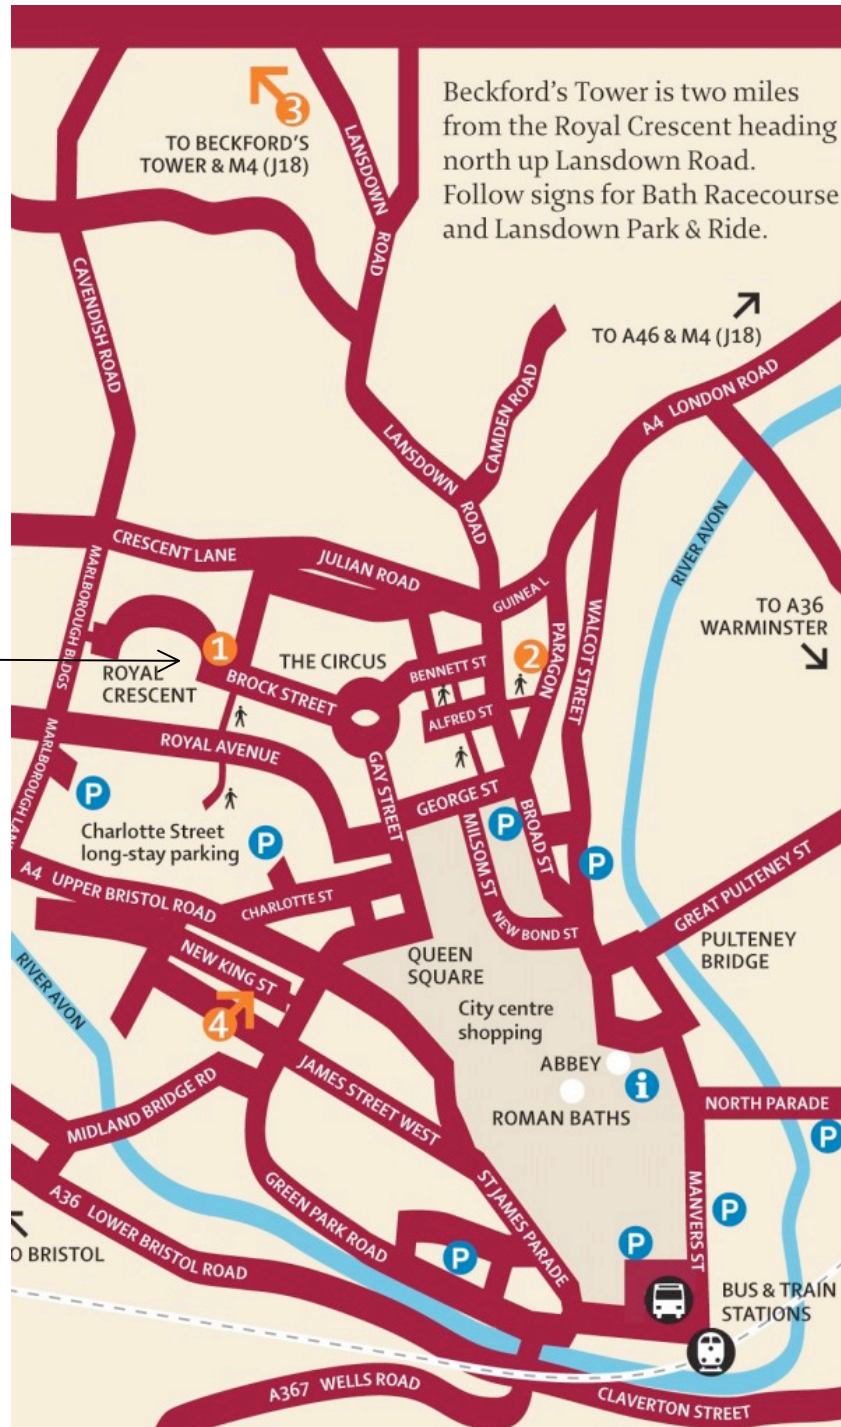 Beckford's Tower is two miles
from the Royal Crescent heading
north up Lansdown Road.
Follow signs for Bath Racecourse
and Lansdown Park & Ride.
3
TO BECKFORD'S
TOWER & M4 (J18)
LANSDOWN
ROAD
CAVENDISH ROAD
TO A46 & M4 (J18)
A4 LONDON ROAD
CAMDEN ROAD
LANSDOWN
ROAD
RIVER AVON
CRESCENT LANE
JULIAN ROAD
GUINEA L
MARLBOROUGH BLDGS
PARAGON
WALCOT STREET
TO A36
WARMINSTER
1
2
THE CIRCUS
BENNETT ST
ROYAL
CRESCENT
BROCK STREET
ALFRED ST
MARLBOROUGH LAN
ROYAL AVENUE
GAY STREET
GEORGE ST
P
P
BROAD ST
MILSOM ST
Charlotte Street
long-stay parking
P
P
A4 UPPER BRISTOL ROAD
CHARLOTTE ST
NEW BOND ST
GREAT PULTENEY ST
PULTENEY
BRIDGE
QUEEN
SQUARE
NEW KING ST
RIVER AVON
4
City centre
shopping
ABBEY
i
ROMAN BATHS
JAMES STREET WEST
MIDLAND BRIDGE RD
NORTH PARADE
P
ST JAMES PARADE
MANVERS ST
P
GREEN PARK ROAD
A36 LOWER BRISTOL ROAD
O BRISTOL
P
P
BUS & TRAIN
STATIONS
A367 WELLS ROAD
CLAVERTON STREET